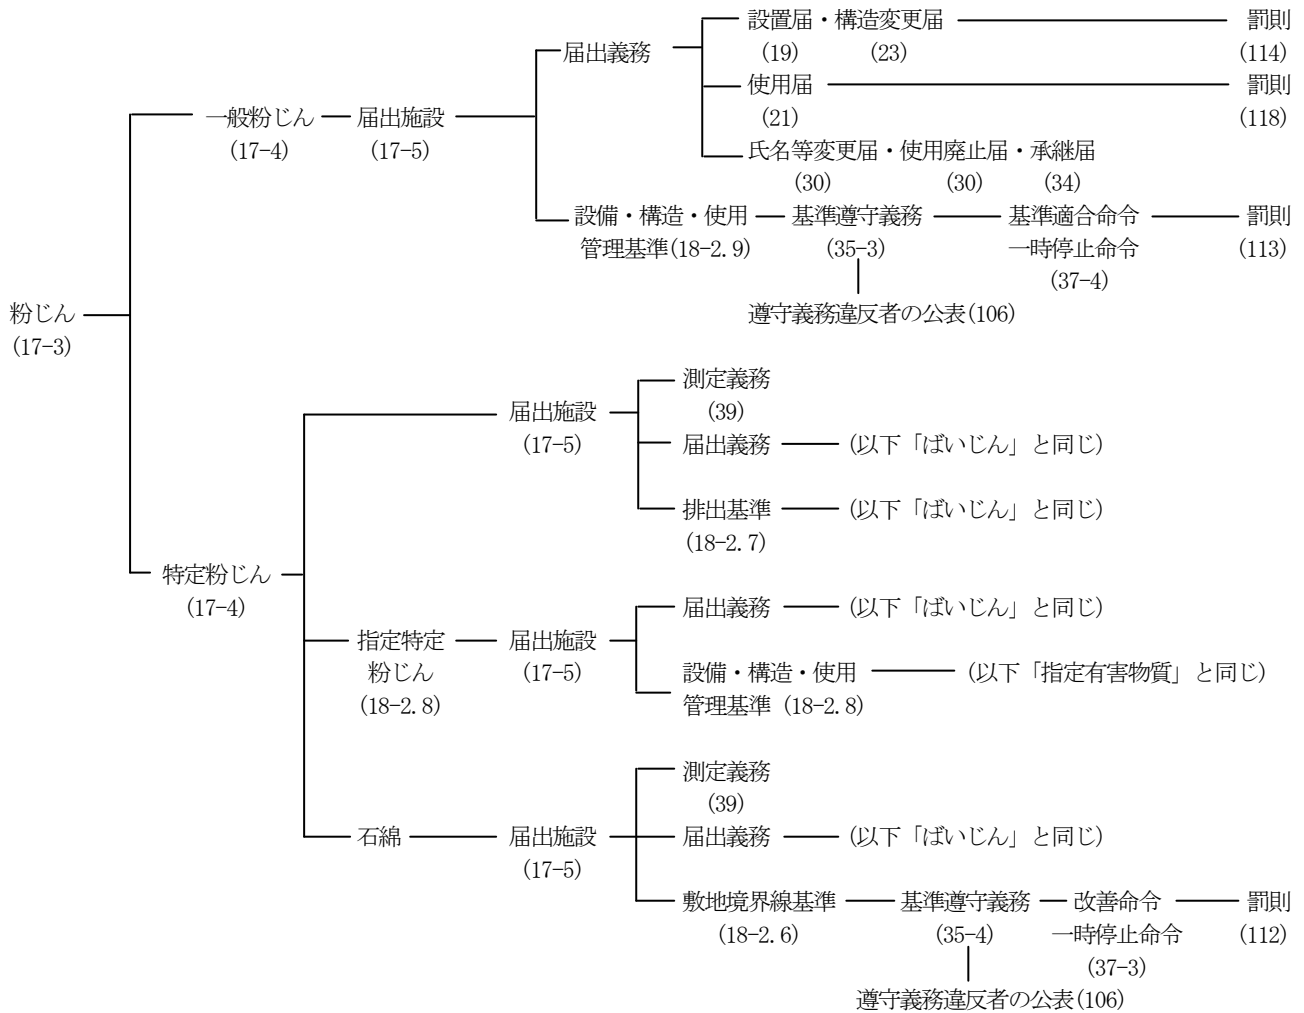 設置届・構造変更届 罰則
(19) (23) (114)
届出義務
使用届 罰則
(21) (118)
一般粉じん 届出施設
(17-4) (17-5)
氏名等変更届・使用廃止届・承継届
(30) (30) (34)
設備・構造・使用 基準遵守義務 基準適合命令 罰則
管理基準(18-2.9) (35-3) 一時停止命令 (113)
(37-4)
遵守義務違反者の公表(106)
粉じん
(17-3)
測定義務
(39)
届出施設
(17-5)
届出義務 (以下「ばいじん」と同じ)
排出基準 (以下「ばいじん」と同じ)
(18-2.7)
特定粉じん
(17-4)
届出義務 (以下「ばいじん」と同じ)
指定特定 届出施設
粉じん (17-5)
(18-2.8)
設備・構造・使用 (以下「指定有害物質」と同じ)
管理基準 (18-2.8)
測定義務
(39)
石綿 届出施設 届出義務 (以下「ばいじん」と同じ)
(17-5)
敷地境界線基準 基準遵守義務 改善命令 罰則
(18-2.6) (35-4) 一時停止命令 (112)
(37-3)
遵守義務違反者の公表(106)